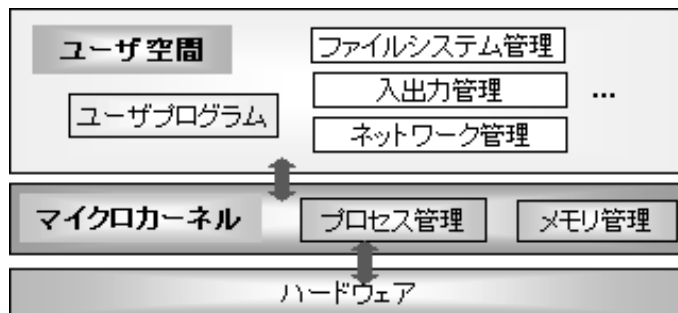 ユーザ空間
ファイルシステム管理
入出力管理
...
ユーザプログラム
ネットワーク管理
マイクロカーネル
プロセス管理
メモリ管理
ハードウェア